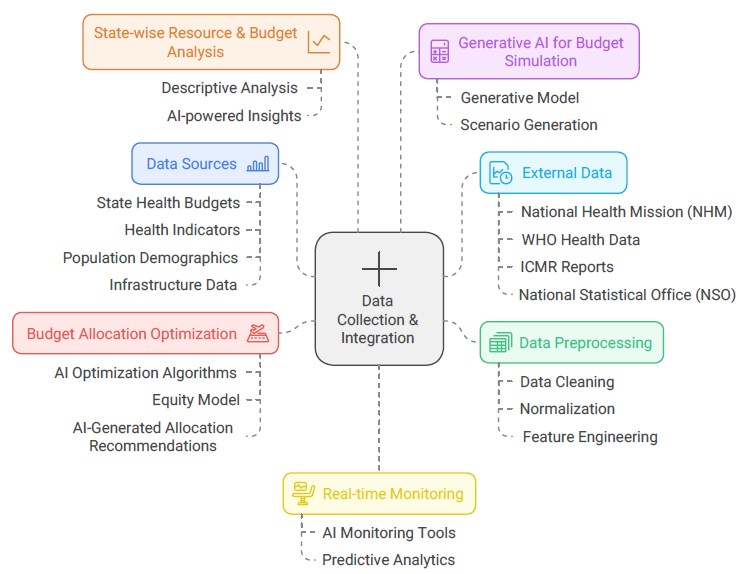 State-wise Resource & Budget
Analysis
Descriptive Analysis
AI-powered Insights
Generative AI for Budget
Simulation
Generative Model
Scenario Generation
Data Sources
State Health Budgets
Health Indicators
Population Demographics
Infrastructure Data
External Data
National Health Mission (NHM)
WHO Health Data
ICMR Reports
National Statistical Office (NSO)
Data
Collection &
Integration
Budget Allocation Optimization
AI Optimization Algorithms
Equity Model
AI-Generated Allocation
Recommendations
Data Preprocessing
Data Cleaning
Normalization
Feature Engineering
Real-time Monitoring
AI Monitoring Tools
Predictive Analytics